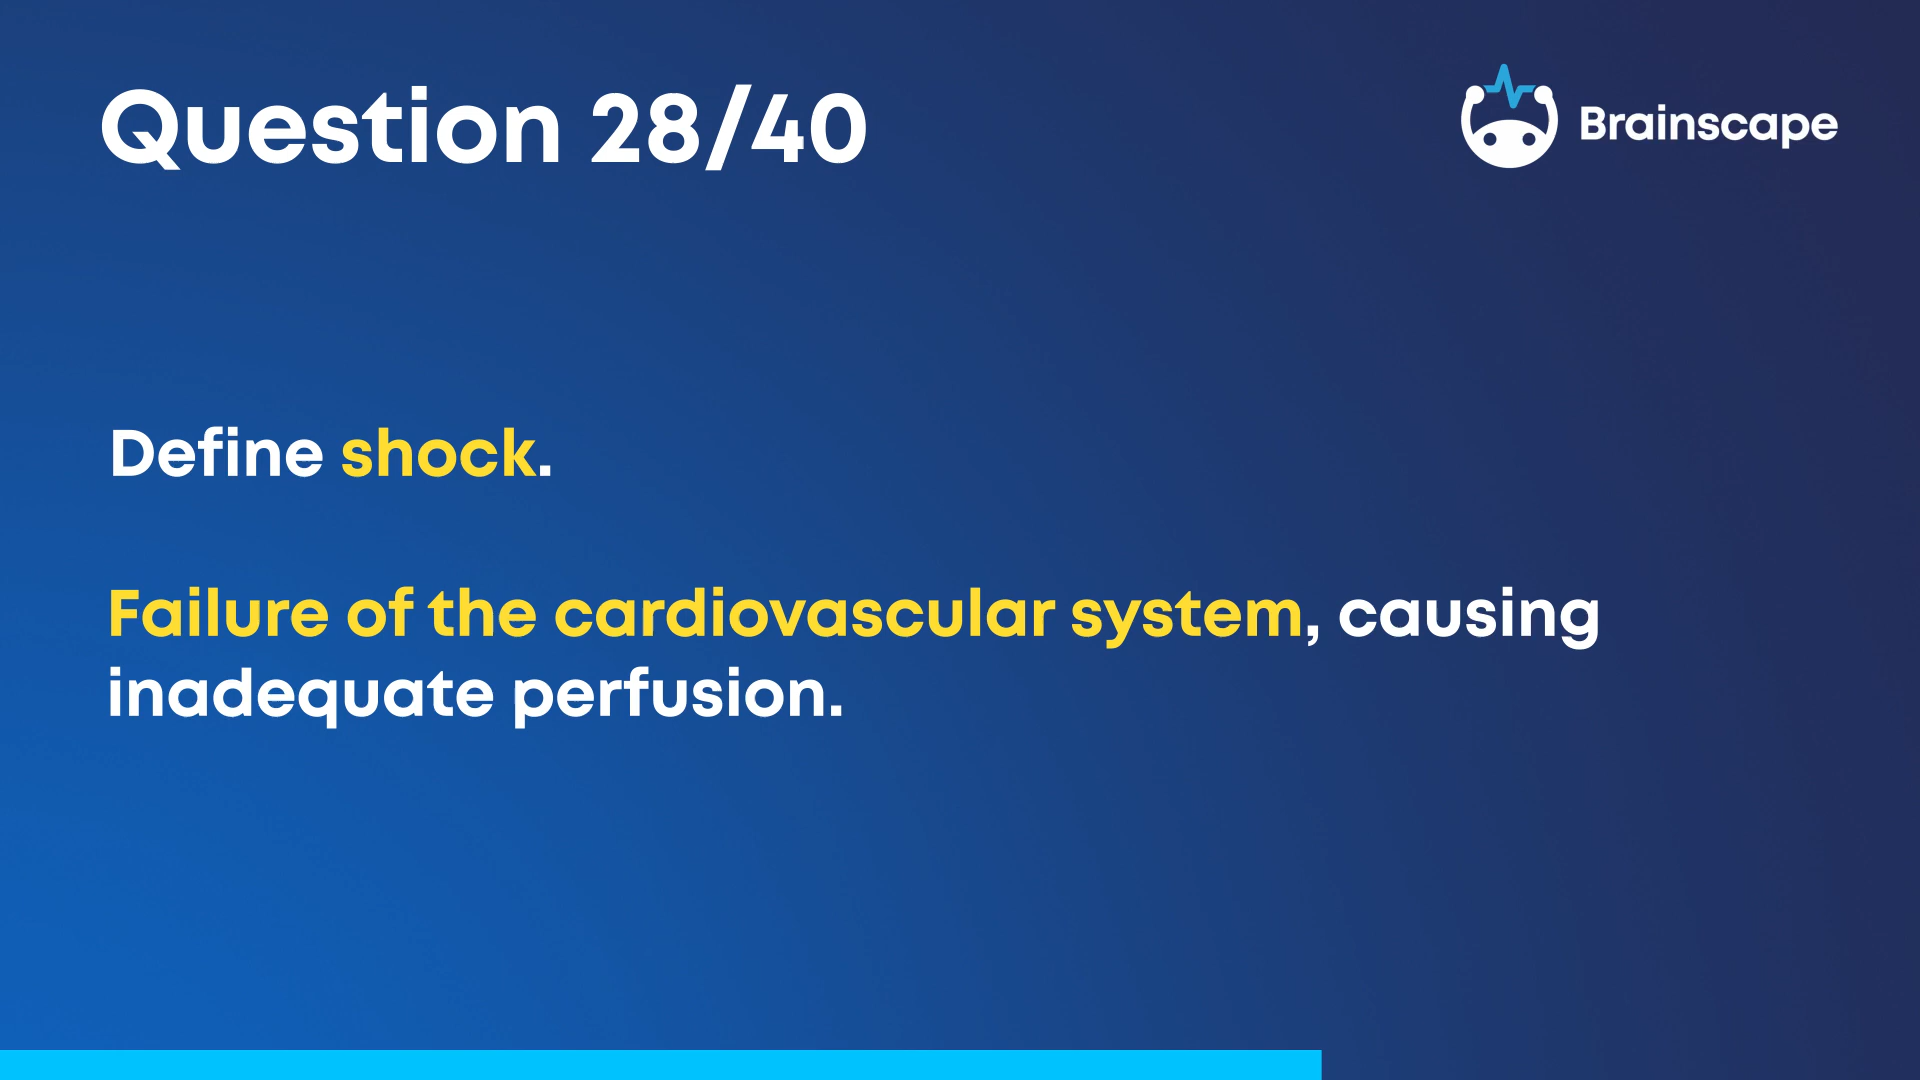 Question 28/40
Brainscape
Define shock.
Failure of the cardiovascular system, causing
inadequate perfusion.